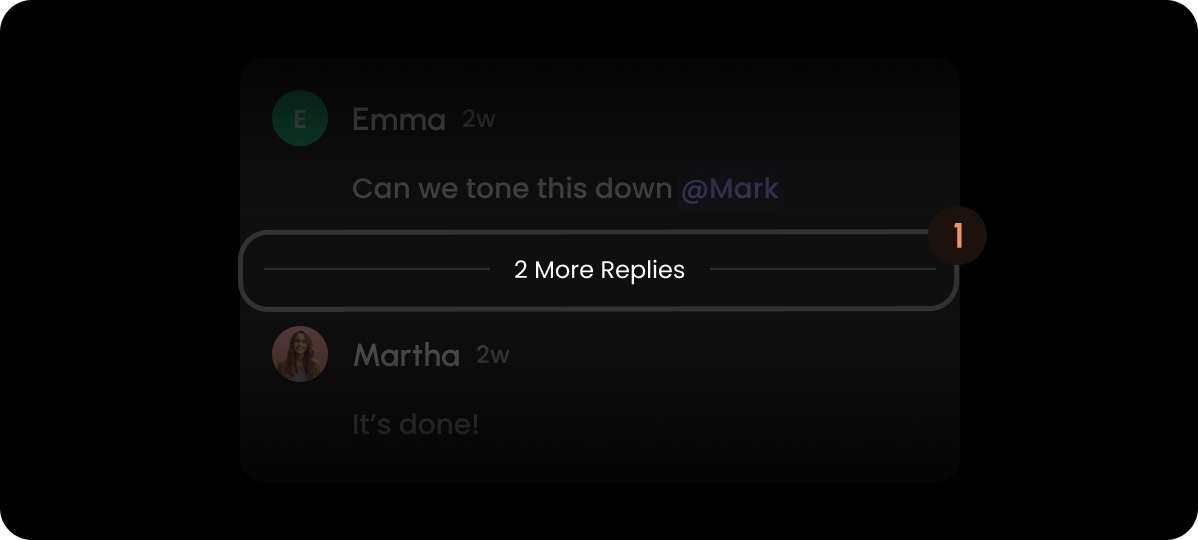 E
Emma 2w
Can we tone this down @Mark
1
2 More Replies
Martha 2w
It’s done!